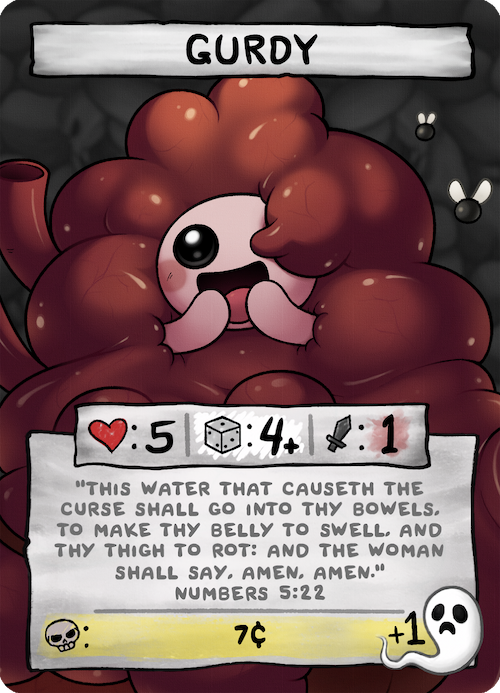 GURDY
:5 :4+ :1
"THIS WATER THAT CAUSETH THE
CURSE SHALL GO INTO THY BOWELS,
TO MAKE THY BELLY TO SWELL, AND
THY THIGH TO ROT: AND THE WOMAN
SHALL SAY, AMEN, AMEN."
NUMBERS 5:22
: 7¢ +1